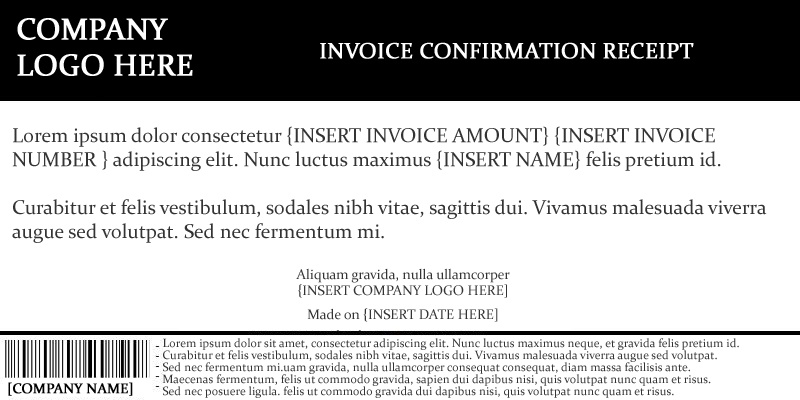 COMPANY
LOGO HERE
INVOICE CONFIRMATION RECEIPT
Lorem ipsum dolor consectetur {INSERT INVOICE AMOUNT} {INSERT INVOICE
NUMBER } adipiscing elit. Nunc luctus maximus {INSERT NAME} felis pretium id.
Curabitur et felis vestibulum, sodales nibh vitae, sagittis dui. Vivamus malesuada viverra
augue sed volutpat. Sed nec fermentum mi.
Aliquam gravida, nulla ullamcorper
{INSERT COMPANY LOGO HERE]
Made on {INSERT DATE HERE]
- Lorem ipsum dolor sit amet, consectetur adipiscing elit. Nunc luctus maximus neque, et gravida felis pretium id.
- Curabitur et felis vestibulum, sodales nibh vitae, sagittis dui. Vivamus malesuada viverra augue sed volutpat.
- Sed nec fermentum mi.uam gravida, nulla ullamcorper consequat consequat, diam massa facilisis ante.
- Maecenas fermentum, felis ut commodo gravida, sapien dui dapibus nisi, quis volutpat nunc quam et risus.
- Sed nec posuere ligula. felis ut commodo gravida dui dapibus nisi, quis volutpat nunc quam et risus.
[COMPANY NAME]